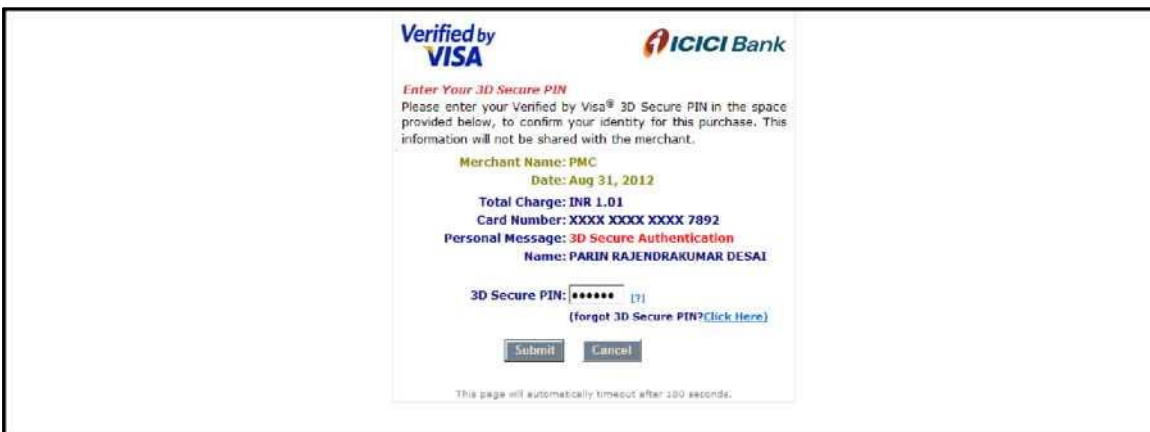 Verified by
VISA
ICICI Bank
Enter Your 3D Secure PIN
Please enter your Verified by Visa® 3D Secure PIN in the space
provided below, to confirm your identity for this purchase. This
information will not be shared with the merchant.
Merchant Name: PMC
Date: Aug 31, 2012
Total Charge: INR 1.01
Card Number: XXXX XXXX XXXX 7892
Personal Message: 3D Secure Authentication
Name: PARIN RAJENDRAKUMAR DESAI
3D Secure PIN: •••••• [?]
(forgot 3D Secure PIN?Click Here)
Submit Cancel
This page will automatically timeout after 180 seconds.